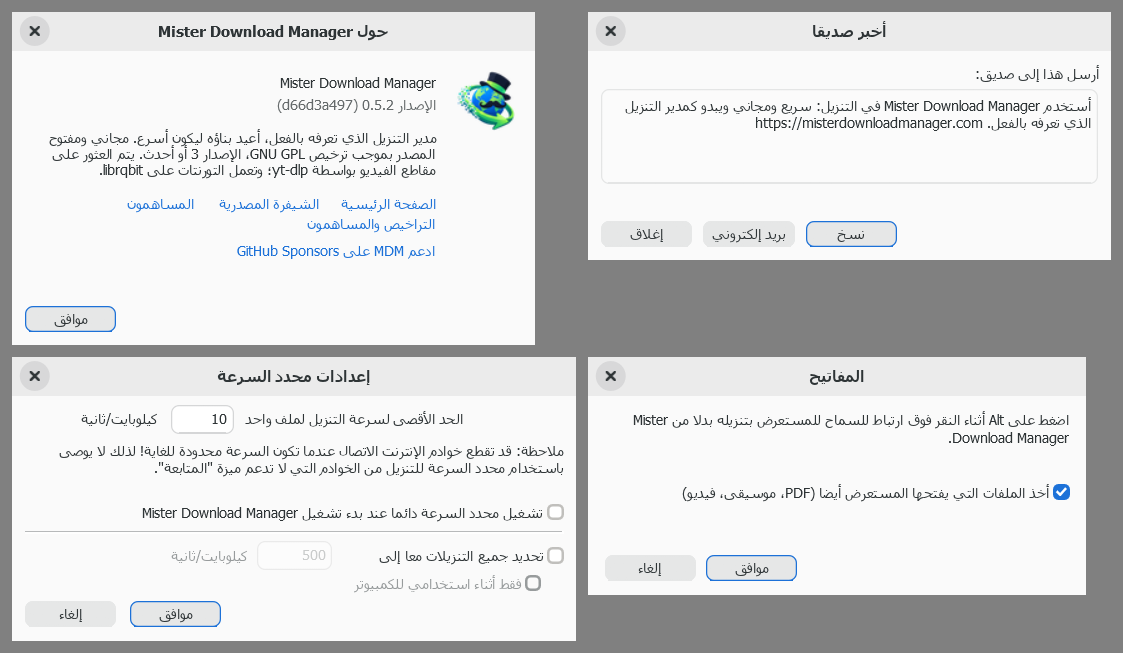 حول Mister Download Manager
Mister Download Manager
الإصدار 0.5.2 (d66d3a497)
مدير التنزيل الذي تعرفه بالفعل، أعيد بناؤه ليكون أسرع. مجاني ومفتوح
المصدر بموجب ترخيص GNU GPL، الإصدار 3 أو أحدث. يتم العثور على
مقاطع الفيديو بواسطة yt-dlp؛ وتعمل التورنتات على librqbit.
الصفحة الرئيسية الشيفرة المصدرية المساهمون
التراخيص والمساهمون
ادعم MDM على GitHub Sponsors
موافق
أخبر صديقا
أرسل هذا إلى صديق:
أستخدم Mister Download Manager في التنزيل: سريع ومجاني ويبدو كمدير التنزيل
الذي تعرفه بالفعل. https://misterdownloadmanager.com
نسخ بريد إلكتروني إغلاق
إعدادات محدد السرعة
الحد الأقصى لسرعة التنزيل لملف واحد 10 كيلوبايت/ثانية
ملاحظة: قد تقطع خوادم الإنترنت الاتصال عندما تكون السرعة محدودة للغاية! لذلك لا يوصى
باستخدام محدد السرعة للتنزيل من الخوادم التي لا تدعم ميزة "المتابعة".
تشغيل محدد السرعة دائما عند بدء تشغيل Mister Download Manager
تحديد جميع التنزيلات معا إلى 500 كيلوبايت/ثانية
فقط أثناء استخدامي للكمبيوتر
موافق إلغاء
المفاتيح
اضغط على Alt أثناء النقر فوق ارتباط للسماح للمستعرض بتنزيله بدلا من Mister
Download Manager.
أخذ الملفات التي يفتحها المستعرض أيضا (PDF، موسيقى، فيديو)
موافق إلغاء